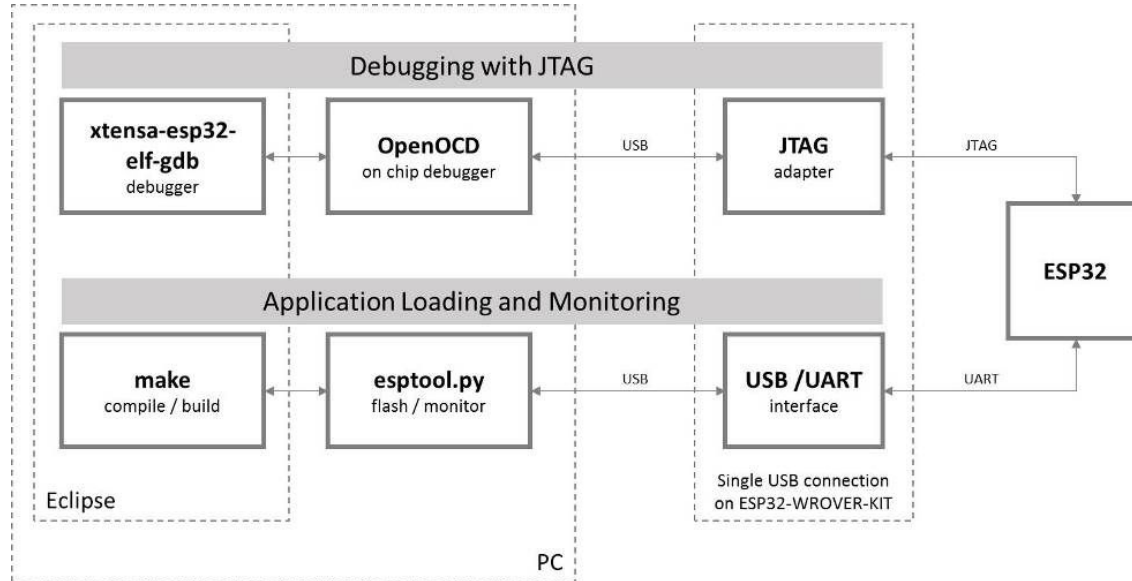 Debugging with JTAG
xtensa-esp32-
elf-gdb
debugger
OpenOCD
on chip debugger
USB
JTAG
adapter
JTAG
ESP32
Application Loading and Monitoring
make
compile / build
esptool.py
flash / monitor
USB
USB /UART
interface
UART
Eclipse
Single USB connection
on ESP32-WROVER-KIT
PC